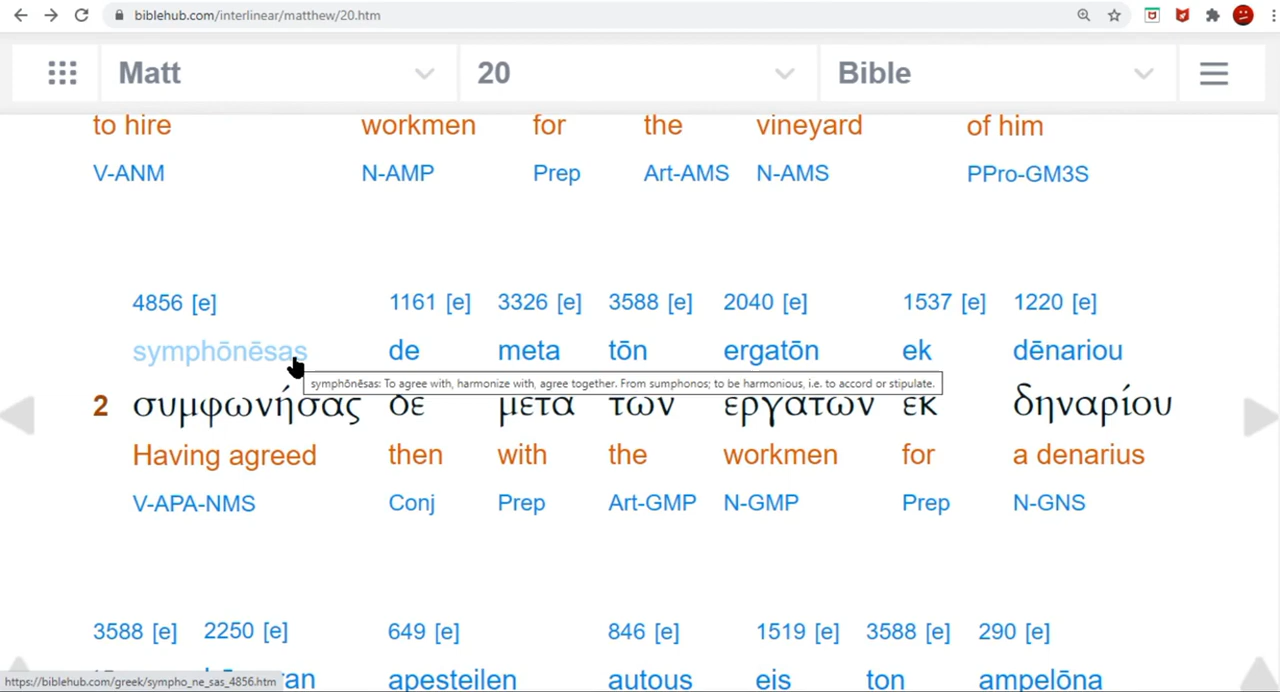 biblehub.com/interlinear/matthew/20.htm
Matt 20 Bible
to hire workmen for the vineyard of him
V-ANM N-AMP Prep Art-AMS N-AMS PPro-GM3S
4856 [e] 1161 [e] 3326 [e] 3588 [e] 2040 [e] 1537 [e] 1220 [e]
symphōnēsas de meta tōn ergatōn ek dēnariou
symphōnēsas: To agree with, harmonize with, agree together. From sumphonos; to be harmonious, i.e. to accord or stipulate.
2 συμφωνήσας δὲ μετὰ τῶν ἐργατῶν ἐκ δηναρίου
Having agreed then with the workmen for a denarius
V-APA-NMS Conj Prep Art-GMP N-GMP Prep N-GNS
3588 [e] 2250 [e] 649 [e] 846 [e] 1519 [e] 3588 [e] 290 [e]
an apesteilen autous eis ton ampelōna
https://biblehub.com/greek/sympho_ne_sas_4856.htm